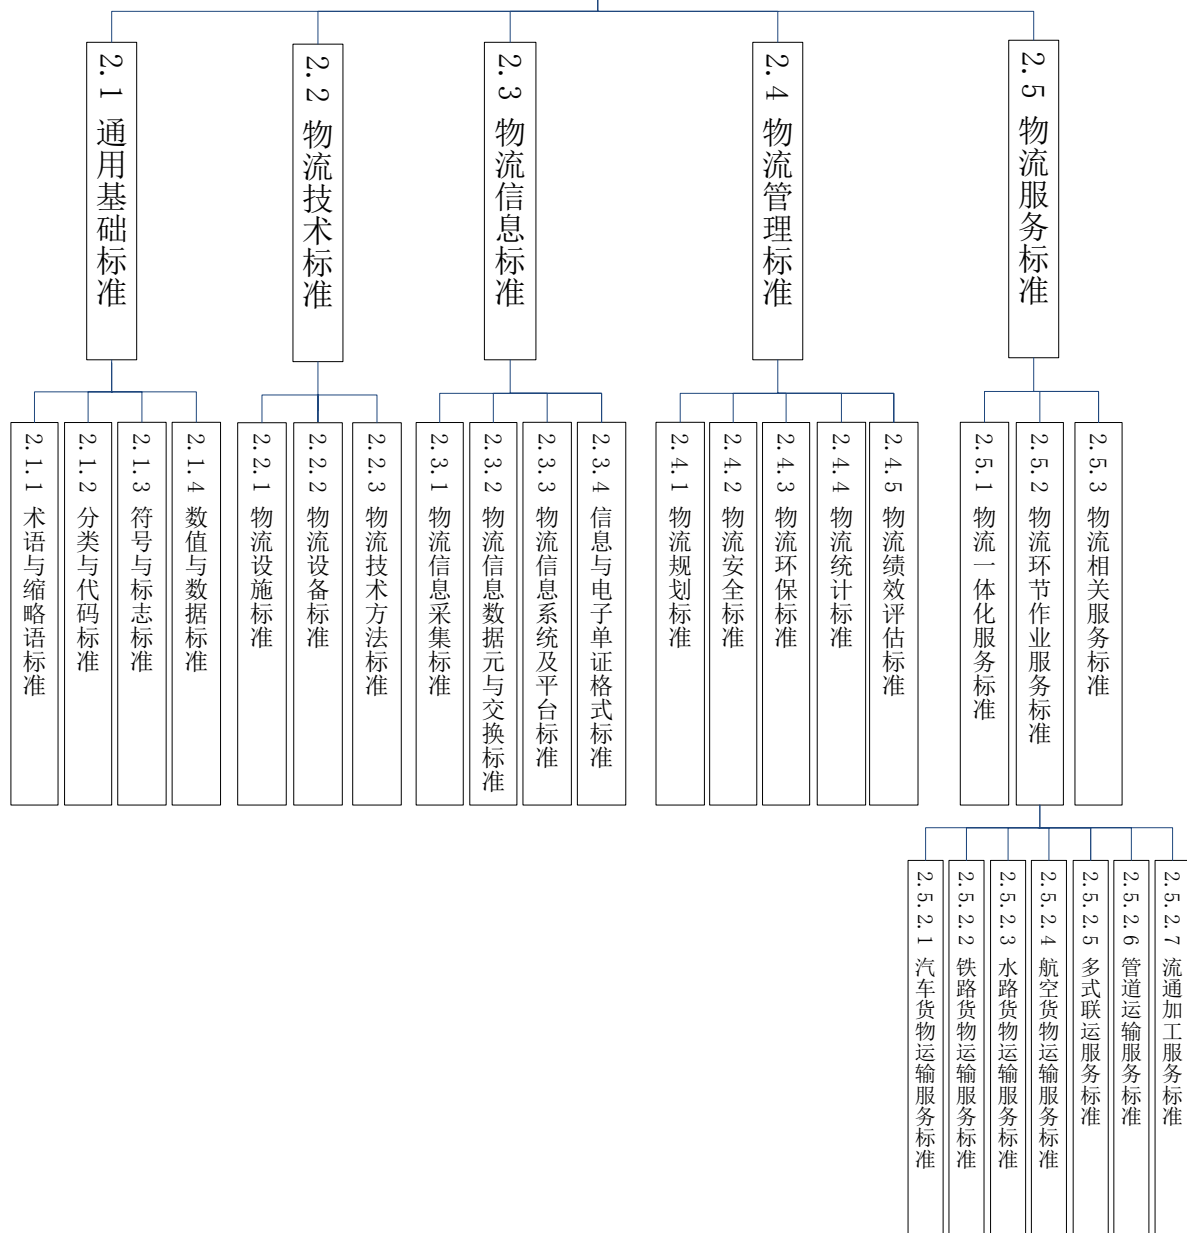 2.1 通用基础标准
2.2 物流技术标准
2.3 物流信息标准
2.4 物流管理标准
2.5 物流服务标准
2.1.1 术语与缩略语标准
2.1.2 分类与代码标准
2.1.3 符号与标志标准
2.1.4 数值与数据标准
2.2.1 物流设施标准
2.2.2 物流设备标准
2.2.3 物流技术方法标准
2.3.1 物流信息采集标准
2.3.2 物流信息数据元与交换标准
2.3.3 物流信息系统及平台标准
2.3.4 信息与电子单证格式标准
2.4.1 物流规划标准
2.4.2 物流安全标准
2.4.3 物流环保标准
2.4.4 物流统计标准
2.4.5 物流绩效评估标准
2.5.1 物流一体化服务标准
2.5.2 物流环节作业服务标准
2.5.3 物流相关服务标准
2.5.2.1 汽车货物运输服务标准
2.5.2.2 铁路货物运输服务标准
2.5.2.3 水路货物运输服务标准
2.5.2.4 航空货物运输服务标准
2.5.2.5 多式联运服务标准
2.5.2.6 管道运输服务标准
2.5.2.7 流通加工服务标准